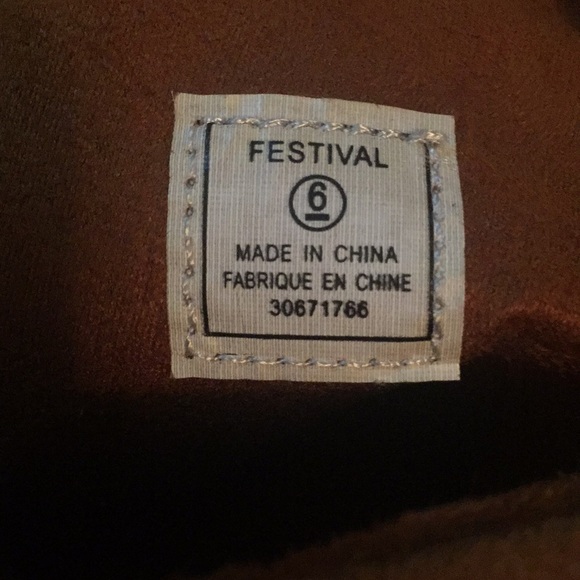 FESTIVAL
6
MADE IN CHINA
FABRIQUE EN CHINE
30671766